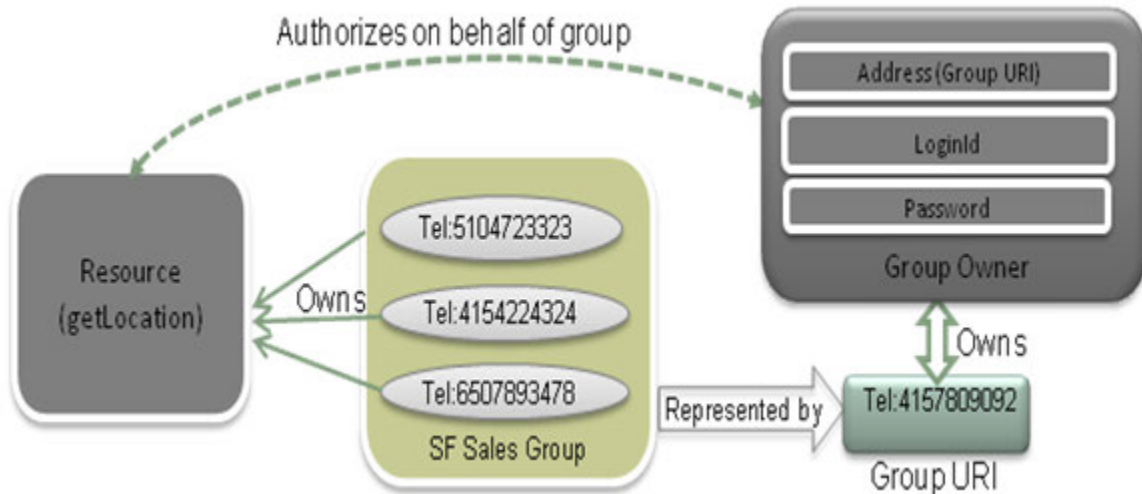 Authorizes on behalf of group
Address(Group URI)
LoginId
Password
Group Owner
Resource
(getLocation)
Owns
Tel:5104723323
Tel:4154224324
Tel:6507893478
SF Sales Group
Represented by
Owns
Tel:4157809092
Group URI